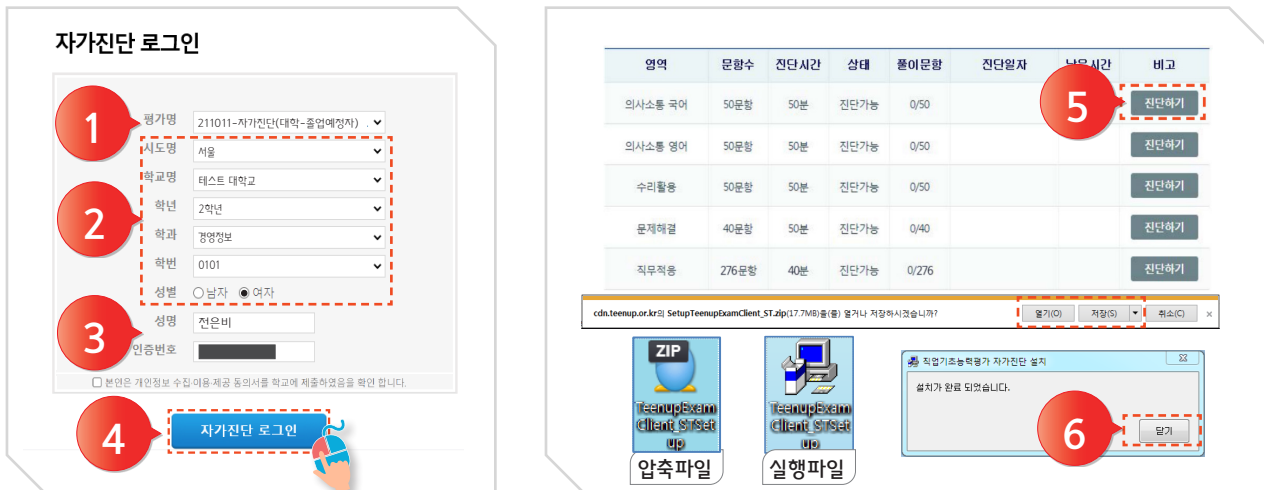 자가진단 로그인
1
평가명 211011-자가진단(대학-졸업예정자) .
시도명 서울
학교명 테스트 대학교
2
학년 2학년
학과 경영정보
학번 0101
성별 남자 여자
3
성명 전은비
인증번호
본인은 개인정보 수집·이용·제공 동의서를 학교에 제출하였음을 확인 합니다.
4
자가진단 로그인
영역 문항수 진단시간 상태 풀이문항 진단일자 비고
5
의사소통 국어 50문항 50분 진단가능 0/50 진단하기
의사소통 영어 50문항 50분 진단가능 0/50 진단하기
수리활용 50문항 50분 진단가능 0/50 진단하기
문제해결 40문항 50분 진단가능 0/40 진단하기
직무적응 276문항 40분 진단가능 0/276 진단하기
cdn.teenup.or.kr의 SetupTeenupExamClient_ST.zip(17.7MB)을(를) 열거나 저장하시겠습니까? 열기(O) 저장(S) 취소(C) ×
ZIP
TeenupExam
Client_STSet
up
압축파일
TeenupExam
Client_STSet
up
실행파일
직업기초능력평가 자가진단 설치
설치가 완료 되었습니다.
6
닫기